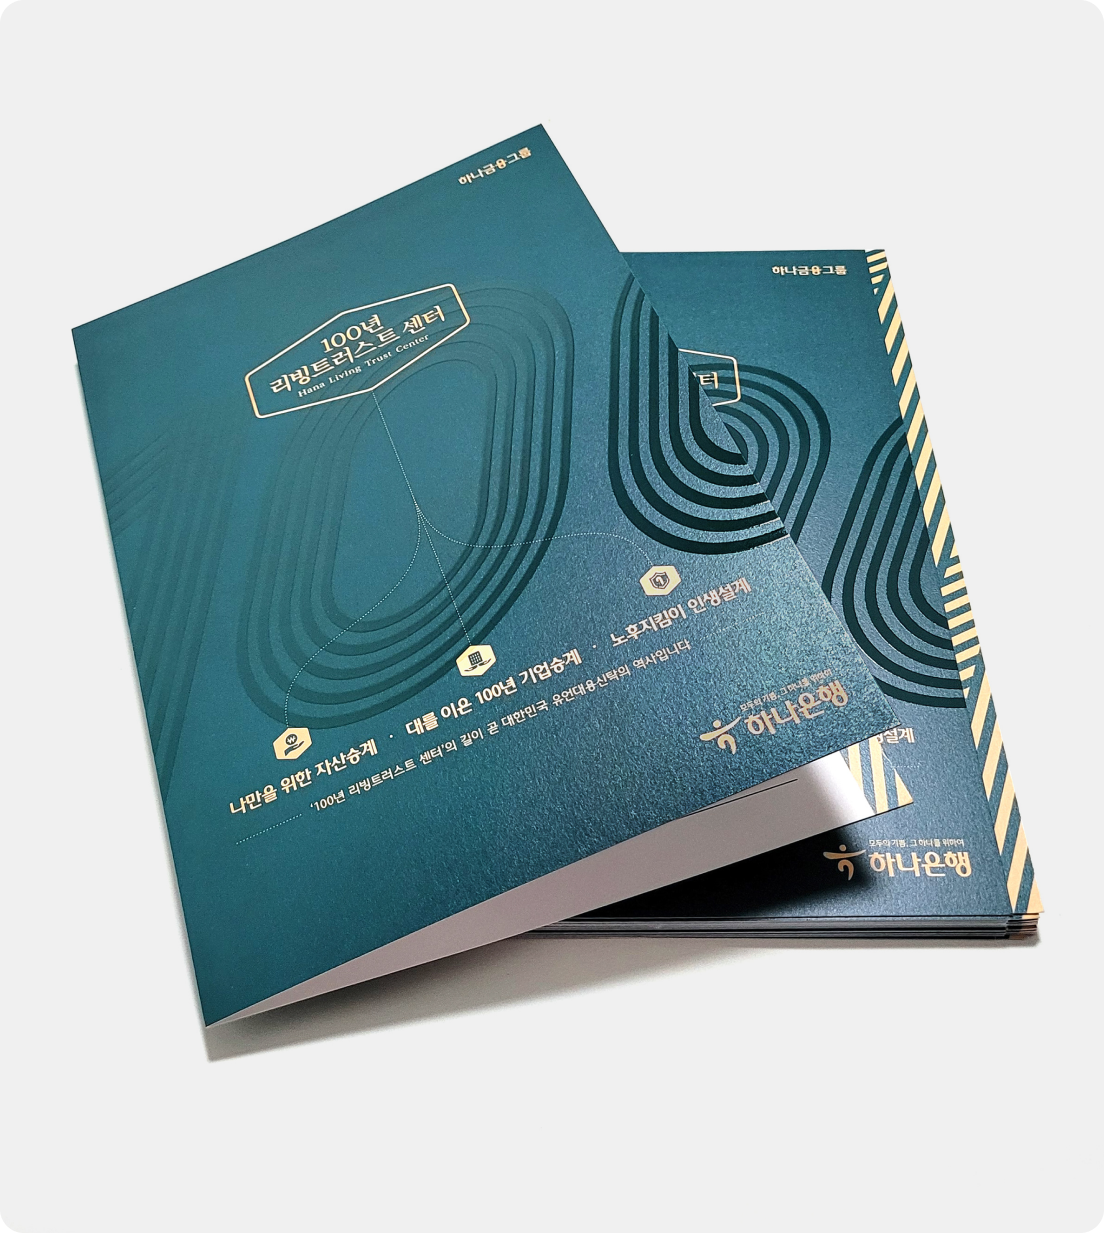 하나금융그룹
100년
리빙트러스트 센터
Hana Living Trust Center
나만을 위한 자산승계 · 대를 이은 100년 기업승계 · 노후지킴이 인생설계
'100년 리빙트러스트 센터'의 길이 곧 대한민국 유언대용신탁의 역사입니다
모두의 기쁨, 그 하나를 위하여
하나은행
하나금융그룹
터
설계
모두의 기쁨, 그 하나를 위하여
하나은행